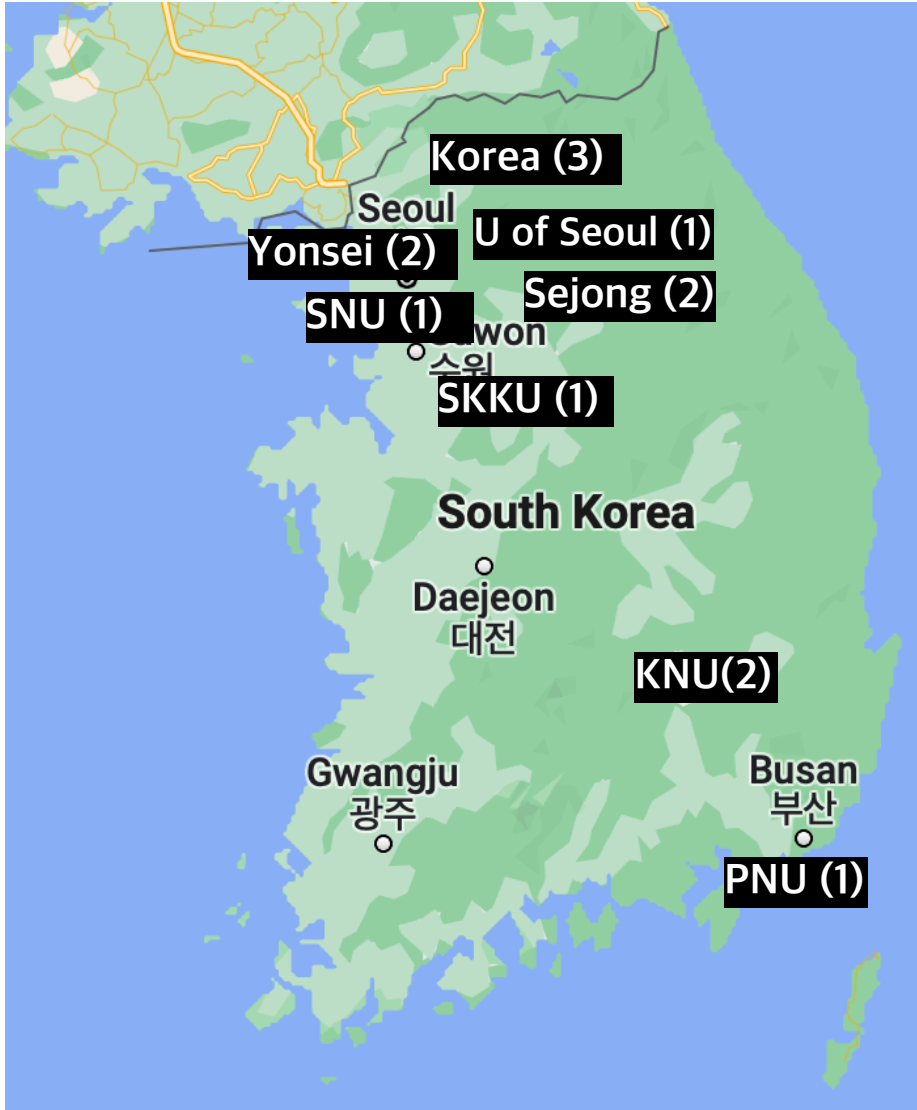 Korea (3)
Seoul
U of Seoul (1)
Yonsei (2)
Sejong (2)
SNU (1)
수원
SKKU (1)
South Korea
Daejeon
대전
KNU(2)
Gwangju
광주
Busan
부산
PNU (1)